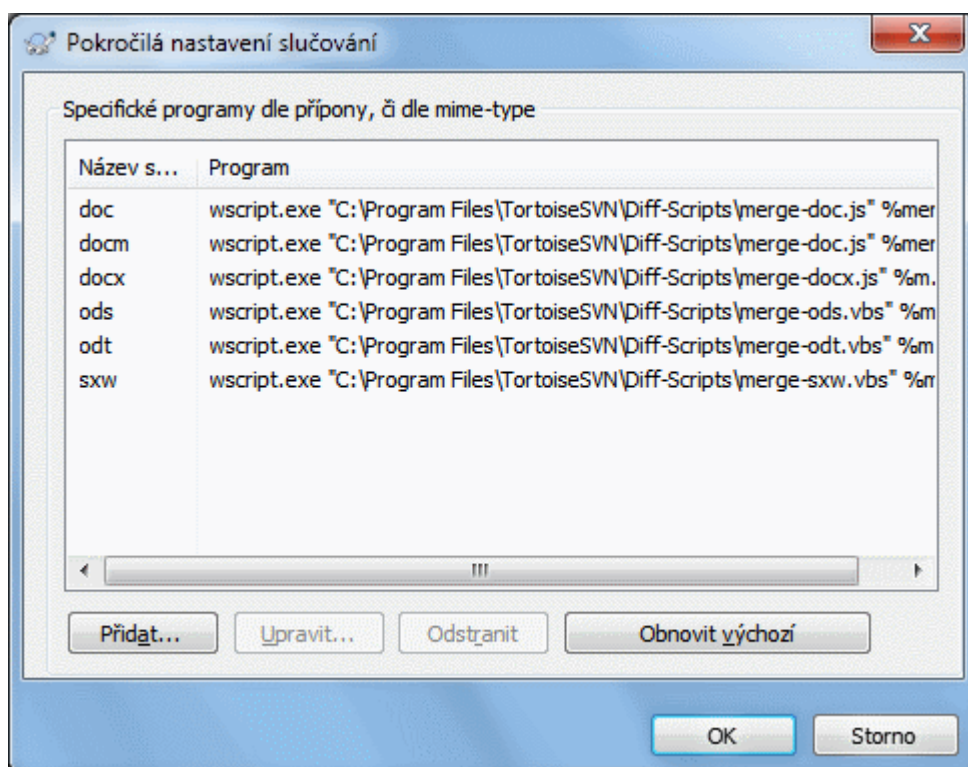 Pokročilá nastavení slučování
Specifické programy dle přípony, či dle mime-type
Název s... Program
doc wscript.exe "C:\Program Files\TortoiseSVN\Diff-Scripts\merge-doc.js" %mer
docm wscript.exe "C:\Program Files\TortoiseSVN\Diff-Scripts\merge-doc.js" %mer
docx wscript.exe "C:\Program Files\TortoiseSVN\Diff-Scripts\merge-docx.js" %m.
ods wscript.exe "C:\Program Files\TortoiseSVN\Diff-Scripts\merge-ods.vbs" %m
odt wscript.exe "C:\Program Files\TortoiseSVN\Diff-Scripts\merge-odt.vbs" %m
sxw wscript.exe "C:\Program Files\TortoiseSVN\Diff-Scripts\merge-sxw.vbs" %m
Přidat... Upravit... Odstranit Obnovit výchozí
OK Storno